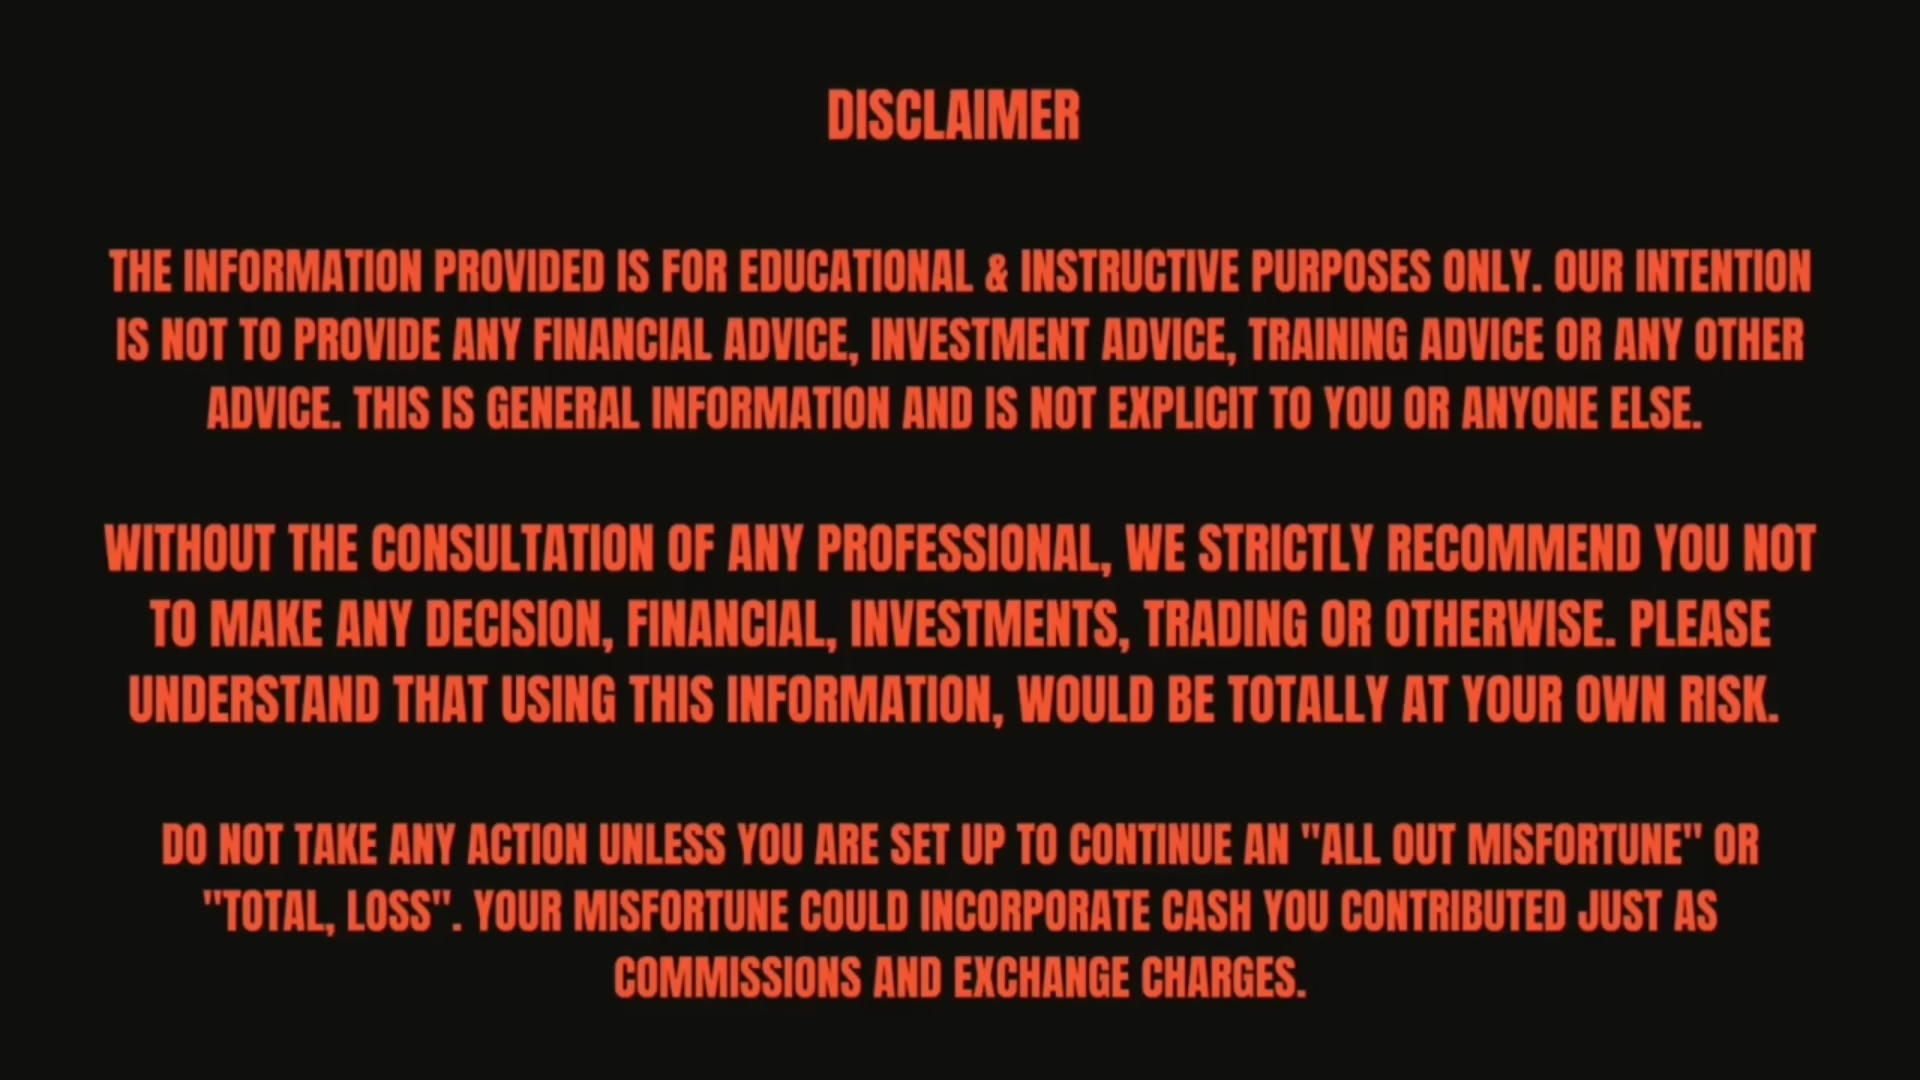 DISCLAIMER
THE INFORMATION PROVIDED IS FOR EDUCATIONAL & INSTRUCTIVE PURPOSES ONLY. OUR INTENTION
IS NOT TO PROVIDE ANY FINANCIAL ADVICE, INVESTMENT ADVICE, TRAINING ADVICE OR ANY OTHER
ADVICE. THIS IS GENERAL INFORMATION AND IS NOT EXPLICIT TO YOU OR ANYONE ELSE.
WITHOUT THE CONSULTATION OF ANY PROFESSIONAL, WE STRICTLY RECOMMEND YOU NOT
TO MAKE ANY DECISION, FINANCIAL, INVESTMENTS, TRADING OR OTHERWISE. PLEASE
UNDERSTAND THAT USING THIS INFORMATION, WOULD BE TOTALLY AT YOUR OWN RISK.
DO NOT TAKE ANY ACTION UNLESS YOU ARE SET UP TO CONTINUE AN "ALL OUT MISFORTUNE" OR
"TOTAL, LOSS". YOUR MISFORTUNE COULD INCORPORATE CASH YOU CONTRIBUTED JUST AS
COMMISSIONS AND EXCHANGE CHARGES.